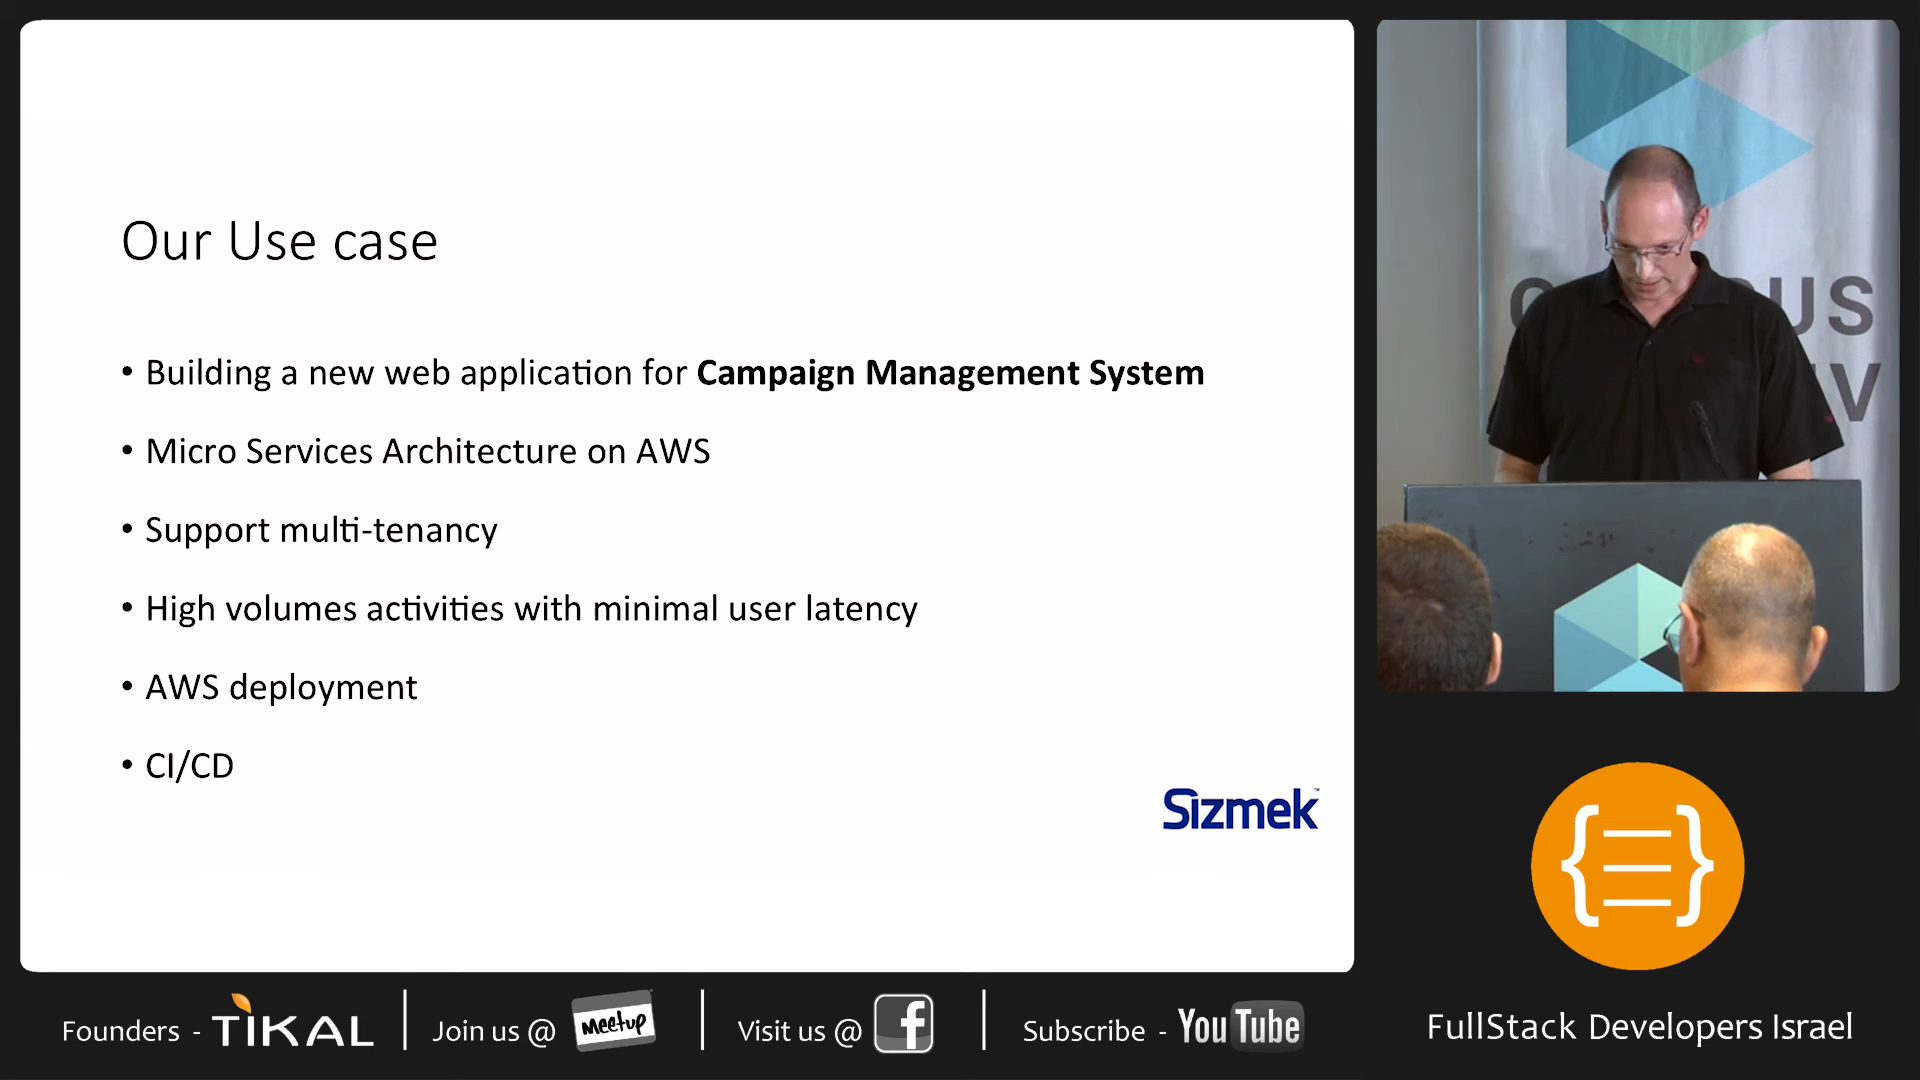 Our Use case
• Building a new web application for Campaign Management System
• Micro Services Architecture on AWS
• Support multi-tenancy
• High volumes activities with minimal user latency
• AWS deployment
• CI/CD
Sizmek™
{≡}
Founders - TIKAL
Join us @ Meetup
Visit us @ f
Subscribe - YouTube
FullStack Developers Israel